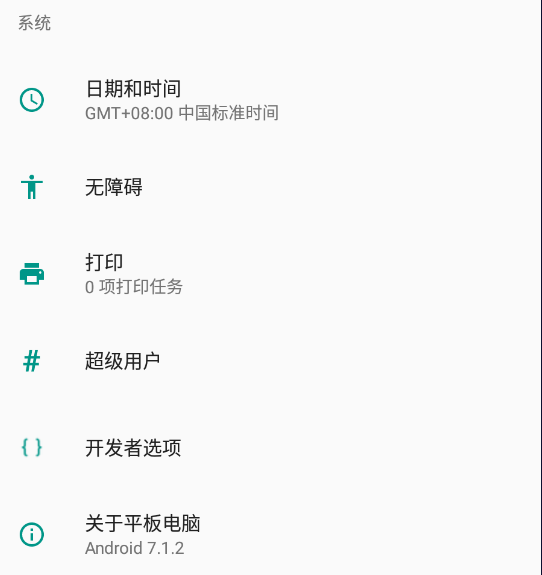 系统
日期和时间
GMT+08:00 中国标准时间
无障碍
打印
0 项打印任务
超级用户
开发者选项
关于平板电脑
Android 7.1.2